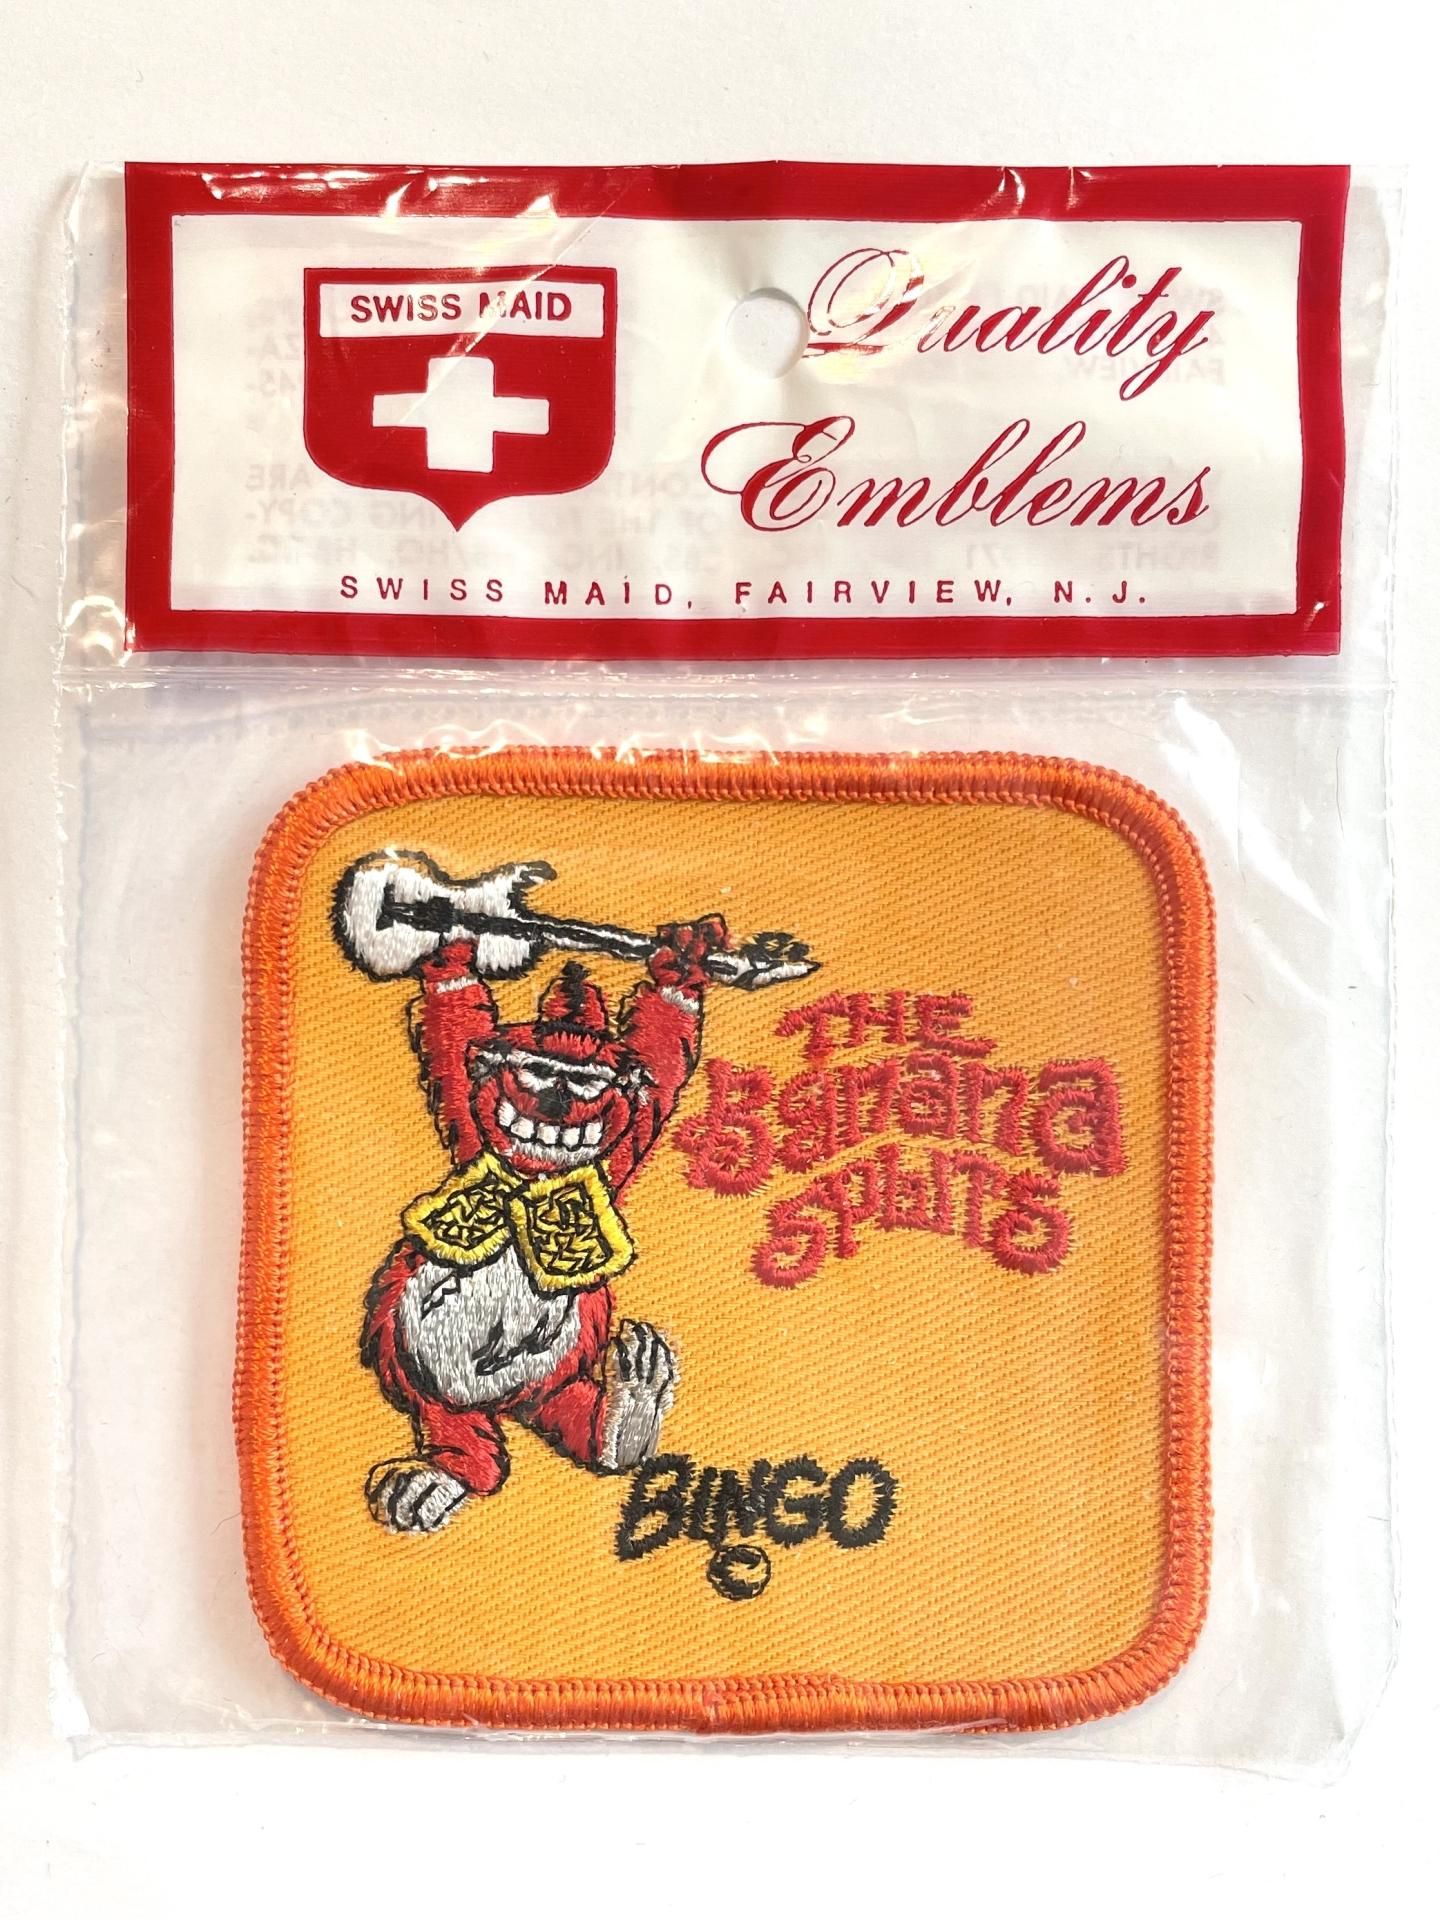 SWISS MAID
Quality
Emblems
SWISS MAID, FAIRVIEW, N.J.
THE
Banana
SPLITS
BINGO
©